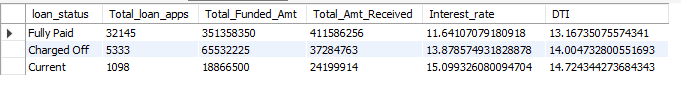 loan_status Total_loan_apps Total_Funded_Amt Total_Amt_Received Interest_rate DTI
Fully Paid 32145 351358350 411586256 11.64107079180918 13.16735075574341
Charged Off 5333 65532225 37284763 13.878574931828878 14.004732800551693
Current 1098 18866500 24199914 15.099326080094704 14.724344273684343